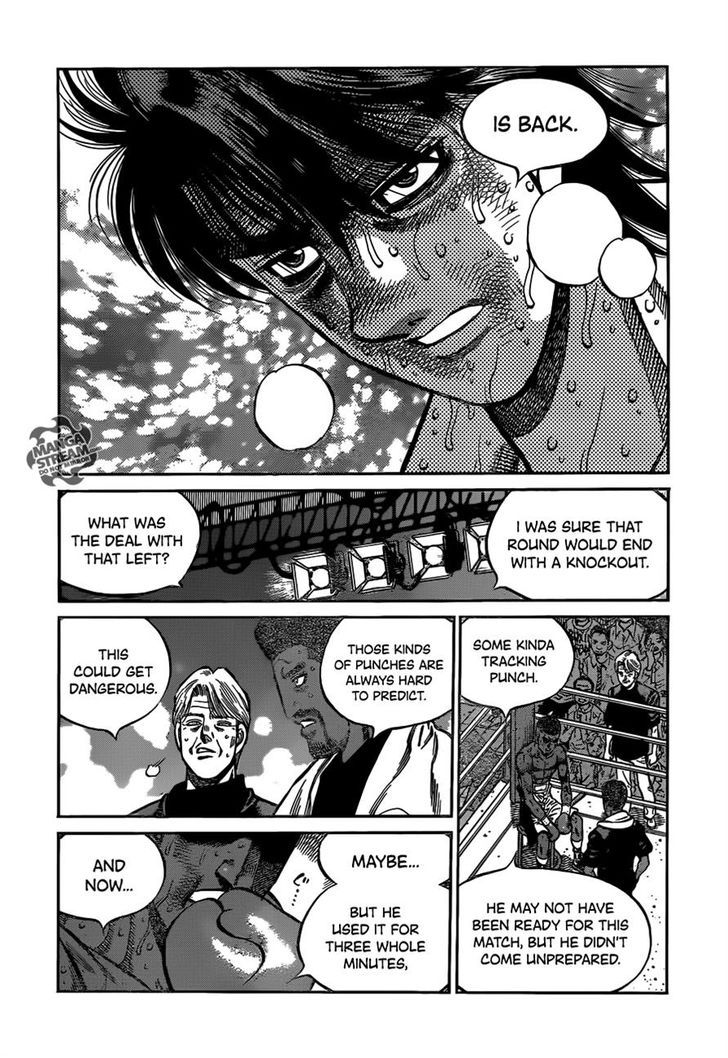 IS BACK.
MANGA
STREAM
DO NOT MIRROR!
I WAS SURE THAT
ROUND WOULD END
WITH A KNOCKOUT.
WHAT WAS
THE DEAL WITH
THAT LEFT?
SOME KINDA
TRACKING
PUNCH.
HE MAY NOT HAVE
BEEN READY FOR THIS
MATCH, BUT HE DIDN'T
COME UNPREPARED.
THOSE KINDS
OF PUNCHES ARE
ALWAYS HARD
TO PREDICT.
THIS
COULD GET
DANGEROUS.
MAYBE...
BUT HE
USED IT FOR
THREE WHOLE
MINUTES,
AND
NOW...